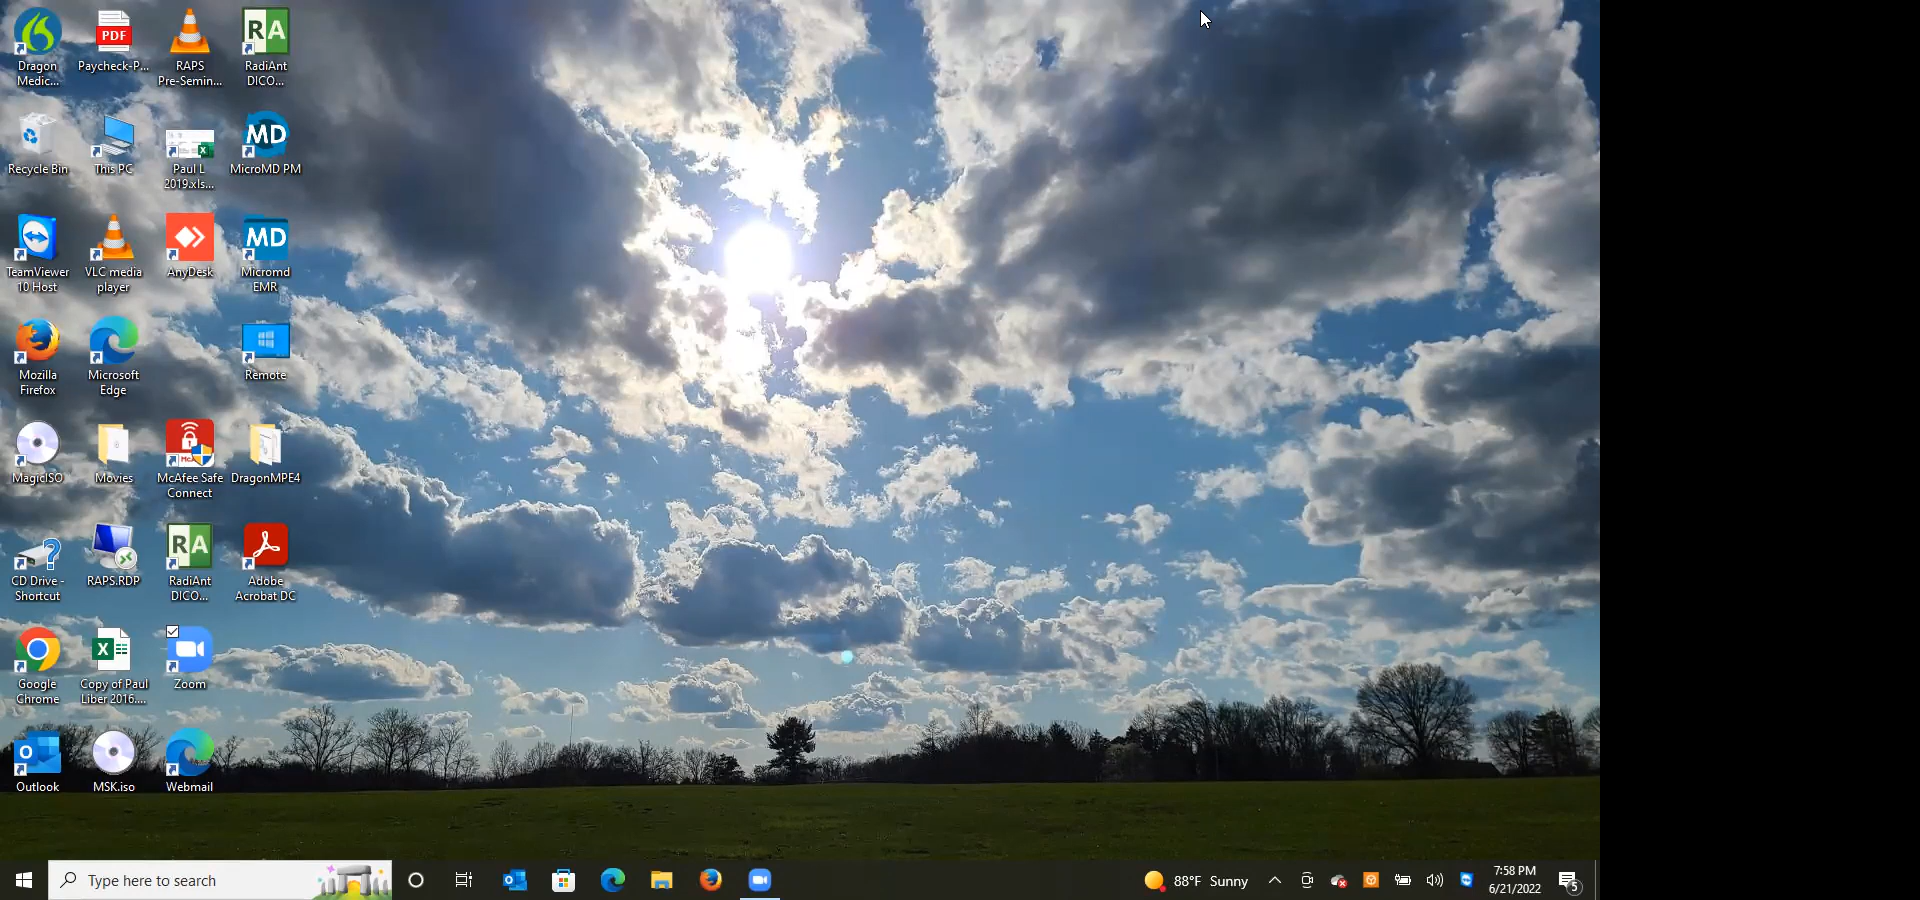 Dragon
Medic...
PDF
Paycheck-P...
RAPS
Pre-Semin...
RA
RadiAnt
DICO...
Recycle Bin
This PC
Paul L
2019.xls...
MD
MicroMD PM
TeamViewer
10 Host
VLC media
player
AnyDesk
MD
Micromd
EMR
Mozilla
Firefox
Microsoft
Edge
Remote
MagicISO
Movies
McAfee Safe
Connect
DragonMPE4
CD Drive -
Shortcut
RAPS.RDP
RA
RadiAnt
DICO...
Adobe
Acrobat DC
Google
Chrome
Copy of Paul
Liber 2016....
Zoom
Outlook
MSK.iso
Webmail
Type here to search
88°F Sunny
7:58 PM
6/21/2022
5